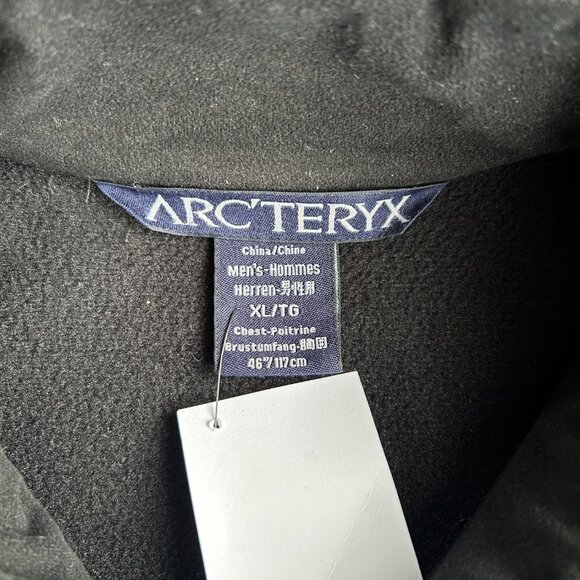 ARC'TERYX
China/Chine
Men's-Hommes
Herren-男性用
XL/TG
Chest-Poitrine
Brustumfang-胸囲
46"/117cm